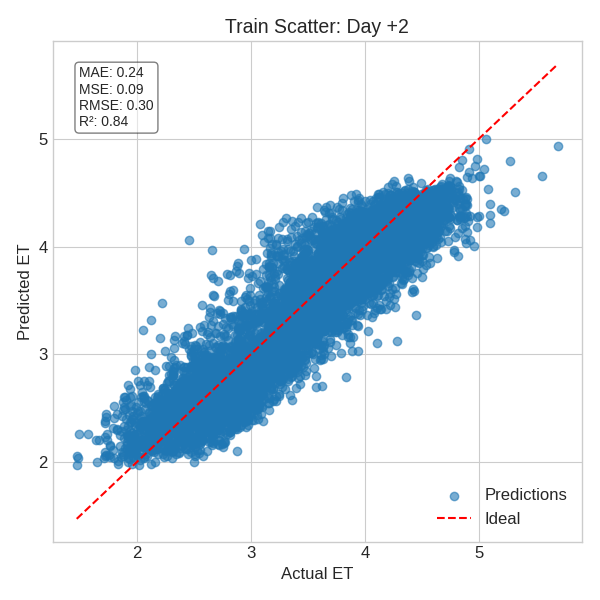 Train Scatter: Day +2
MAE: 0.24
MSE: 0.09
RMSE: 0.30
R²: 0.84
Predicted ET
5
4
3
2
Predictions
Ideal
2 3 4 5
Actual ET